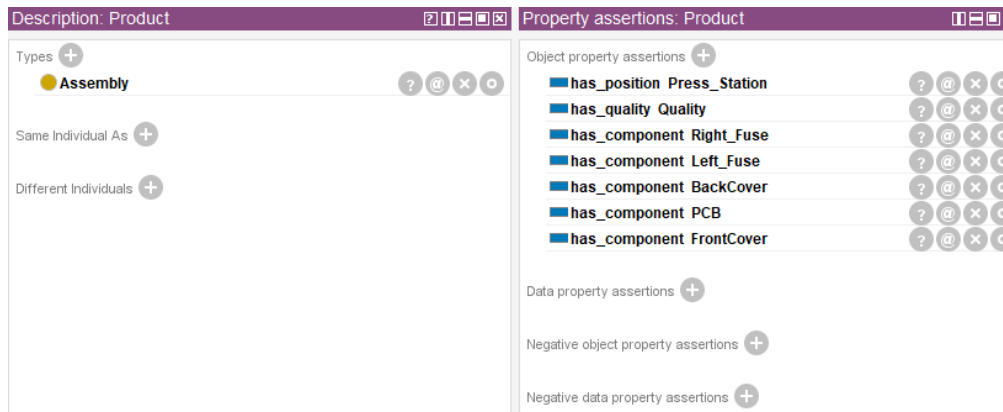 Description: Product
Types
Assembly
Same Individual As
Different Individuals
Property assertions: Product
Object property assertions
has_position Press_Station
has_quality Quality
has_component Right_Fuse
has_component Left_Fuse
has_component BackCover
has_component PCB
has_component FrontCover
Data property assertions
Negative object property assertions
Negative data property assertions